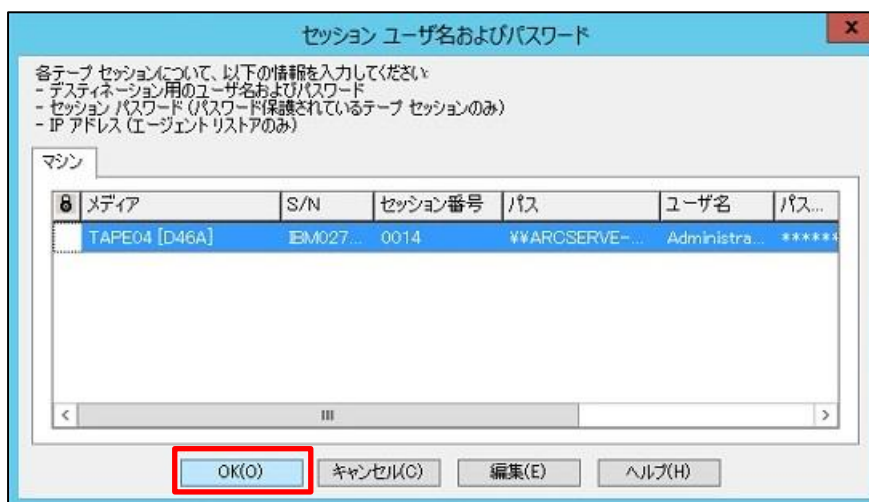 セッション ユーザ名およびパスワード
x
各テープ セッションについて、以下の情報を入力してください:
- デスティネーション用のユーザ名およびパスワード
- セッション パスワード (パスワード保護されているテープ セッションのみ)
- IP アドレス (エージェント リストアのみ)
マシン
メディア S/N セッション番号 パス ユーザ名 パス...
TAPE04 [D46A] IBM027... 0014 ¥¥ARCSERVE-... Administra... ******
OK(O) キャンセル(C) 編集(E) ヘルプ(H)